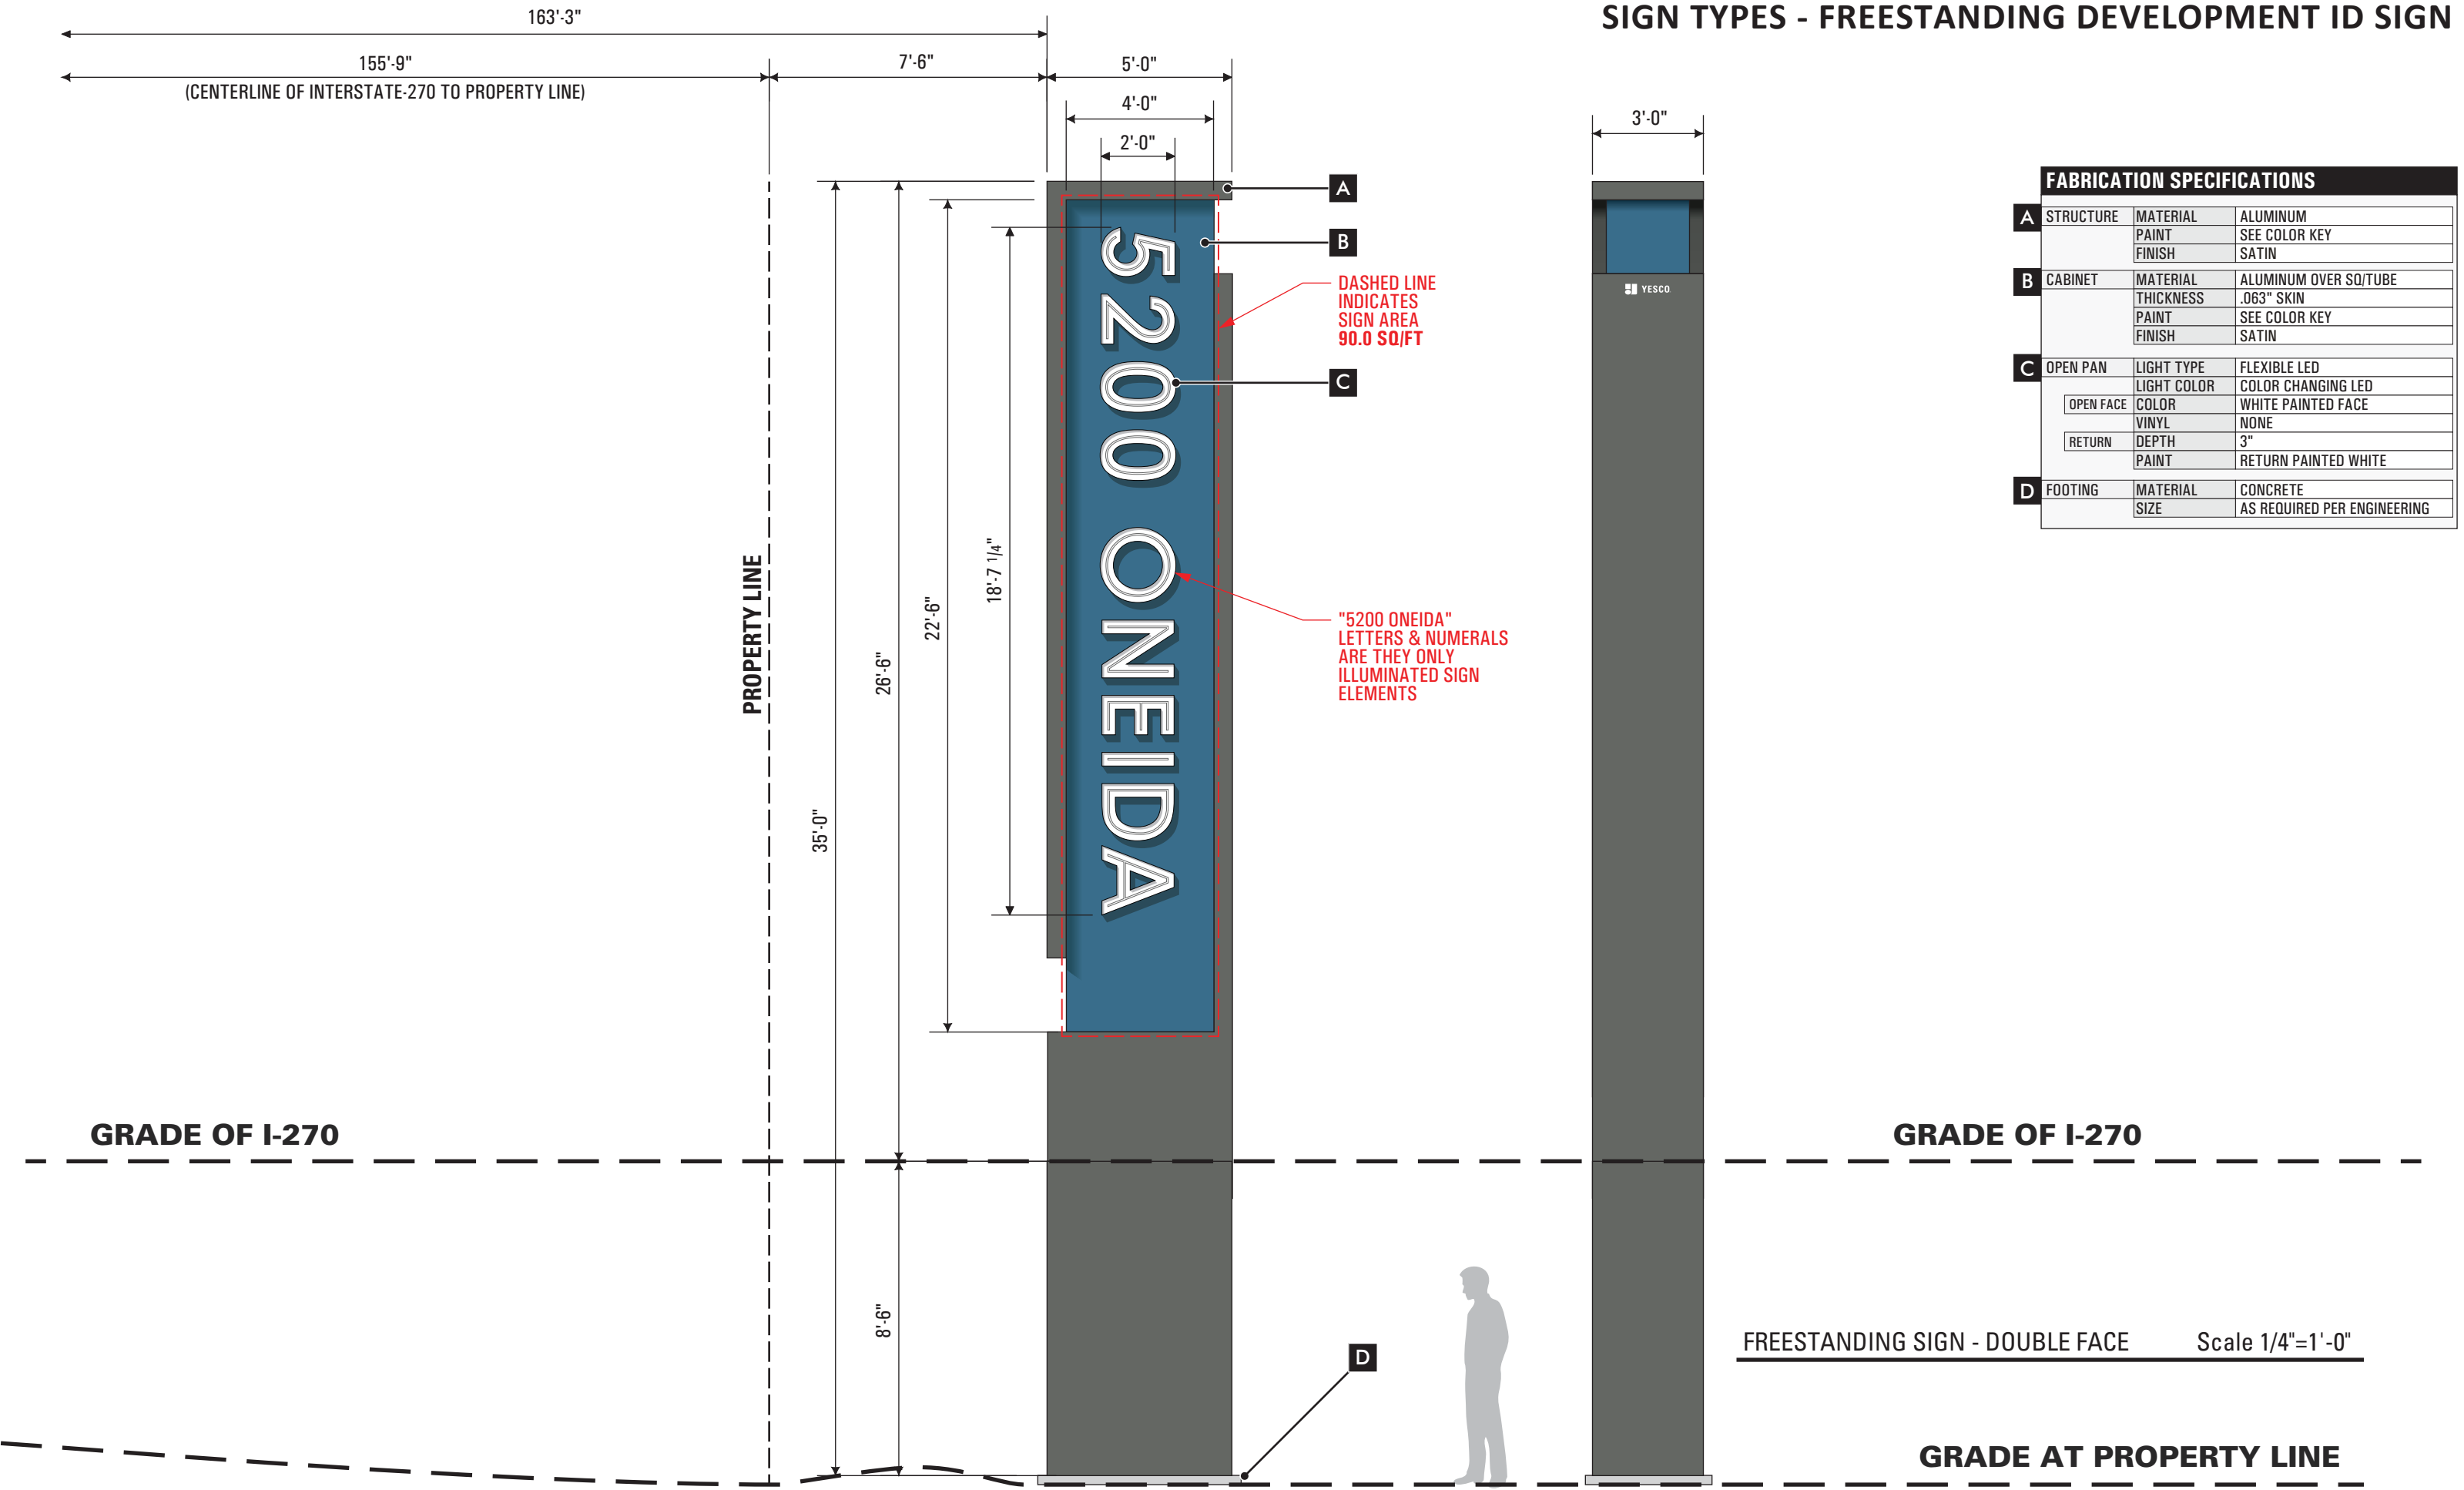 SIGN TYPES - FREESTANDING DEVELOPMENT ID SIGN
163'-3"
155'-9"
(CENTERLINE OF INTERSTATE-270 TO PROPERTY LINE)
7'-6"
5'-0"
4'-0"
2'-0"
3'-0"
A
B
DASHED LINE
INDICATES
SIGN AREA
90.0 SQ/FT
C
YESCO
5200 ONEIDA
"5200 ONEIDA"
LETTERS & NUMERALS
ARE THEY ONLY
ILLUMINATED SIGN
ELEMENTS
PROPERTY LINE
35'-0"
26'-6"
22'-6"
18'-7 1/4"
8'-6"
FABRICATION SPECIFICATIONS
A STRUCTURE MATERIAL ALUMINUM
PAINT SEE COLOR KEY
FINISH SATIN
B CABINET MATERIAL ALUMINUM OVER SQ/TUBE
THICKNESS .063" SKIN
PAINT SEE COLOR KEY
FINISH SATIN
C OPEN PAN LIGHT TYPE FLEXIBLE LED
LIGHT COLOR COLOR CHANGING LED
OPEN FACE COLOR WHITE PAINTED FACE
VINYL NONE
RETURN DEPTH 3"
PAINT RETURN PAINTED WHITE
D FOOTING MATERIAL CONCRETE
SIZE AS REQUIRED PER ENGINEERING
GRADE OF I-270
GRADE OF I-270
D
FREESTANDING SIGN - DOUBLE FACE Scale 1/4"=1'-0"
GRADE AT PROPERTY LINE